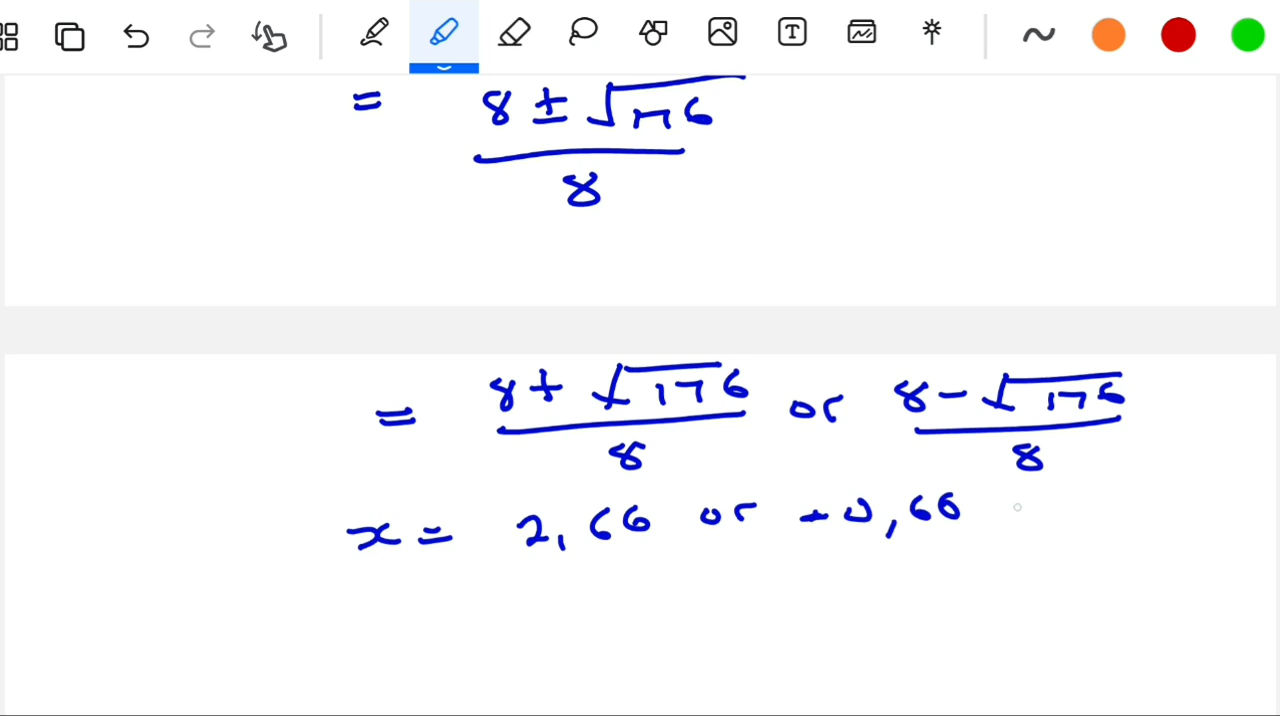 = 8 ± √176
8
= 8 + √176 or 8 - √176
8 8
x = 2,66 or -0,66